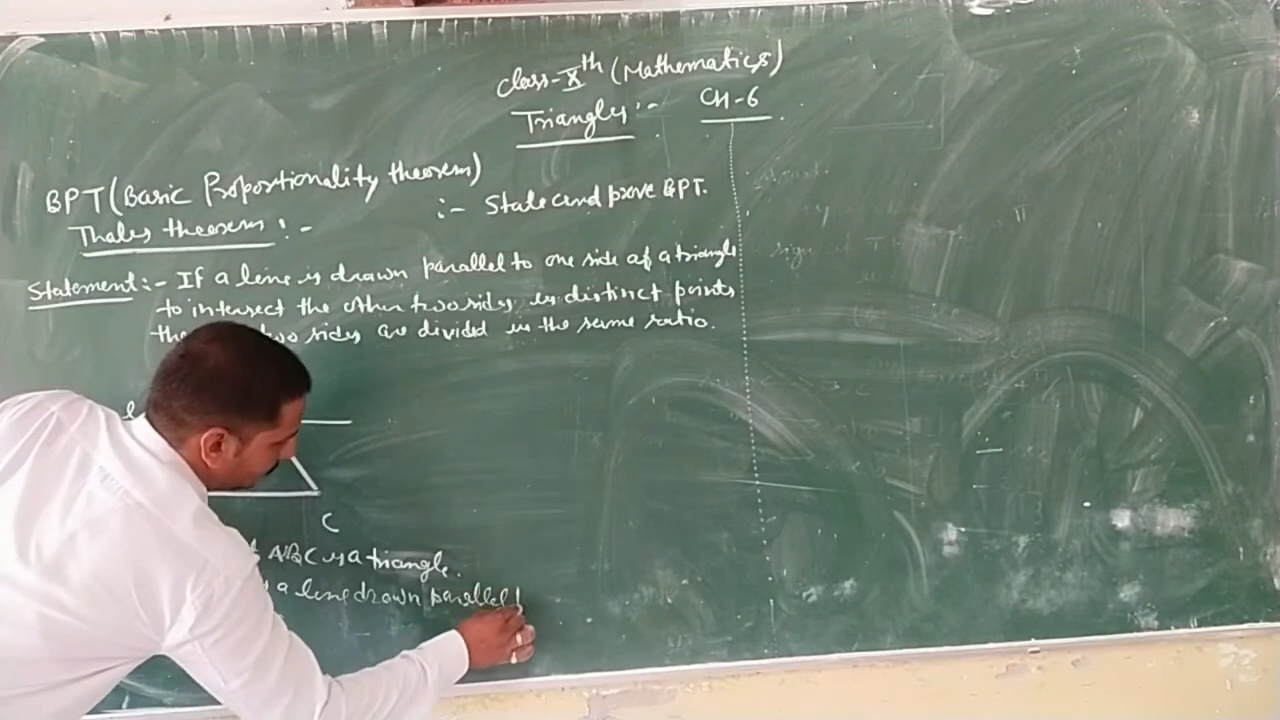 Class-Xth (Mathematics)
Triangles:- CH-6
BPT (Basic Proportionality theorem)
Thales theorem:-
:- State and prove BPT.
Statement:- If a line is drawn parallel to one side of a triangle
to intersect the other two sides in distinct points
the two sides are divided in the same ratio.
l
C
ABC is a triangle.
a line drawn parallel